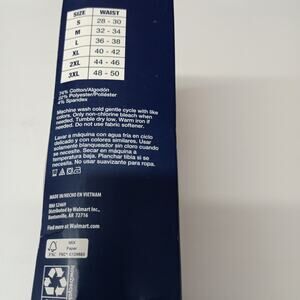 SIZE WAIST
S 28 - 30
M 32 - 34
L 36 - 38
XL 40 - 42
2XL 44 - 46
3XL 48 - 50
74% Cotton/Algodón
22% Polyester/Poliéster
4% Spandex
Machine wash cold gentle cycle with like
colors. Only non-chlorine bleach when
needed. Tumble dry low. Warm iron if
needed. Do not use fabric softener.
Lavar a máquina con agua fría en ciclo
delicado con colores similares. Usar
solamente blanqueador sin cloro cuando
se necesite. Secar en máquina a
temperatura baja. Planchar tibia si se
necesita. No usar suavizante para ropa.
MADE IN/HECHO EN VIETNAM
RN# 52469
Distributed by Walmart Inc.,
Bentonville, AR 72716
Visit us at Walmart.com
FSC
MIX
Paper